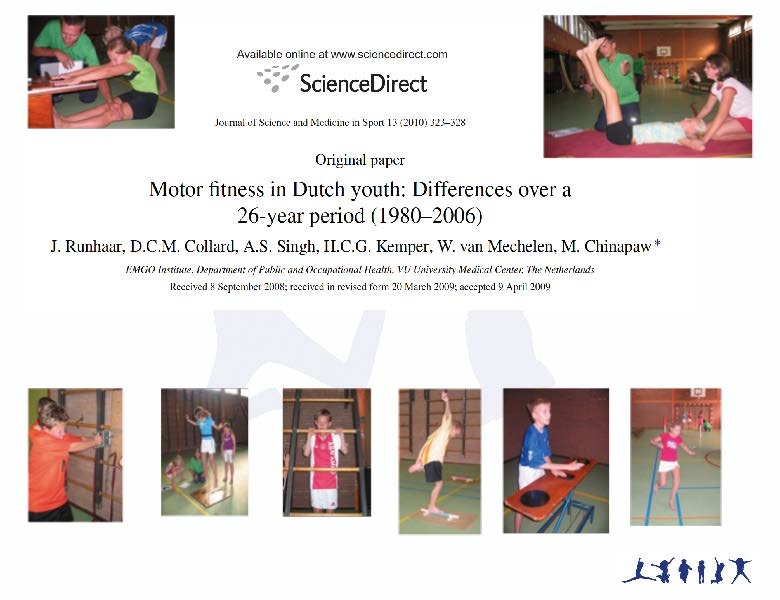 Available online at www.sciencedirect.com
ScienceDirect
Journal of Science and Medicine in Sport 13 (2010) 323–328
Original paper
Motor fitness in Dutch youth: Differences over a
26-year period (1980–2006)
J. Runhaar, D.C.M. Collard, A.S. Singh, H.C.G. Kemper, W. van Mechelen, M. Chinapaw*
EMGO Institute, Department of Public and Occupational Health, VU University Medical Center, The Netherlands
Received 8 September 2008; received in revised form 20 March 2009; accepted 9 April 2009